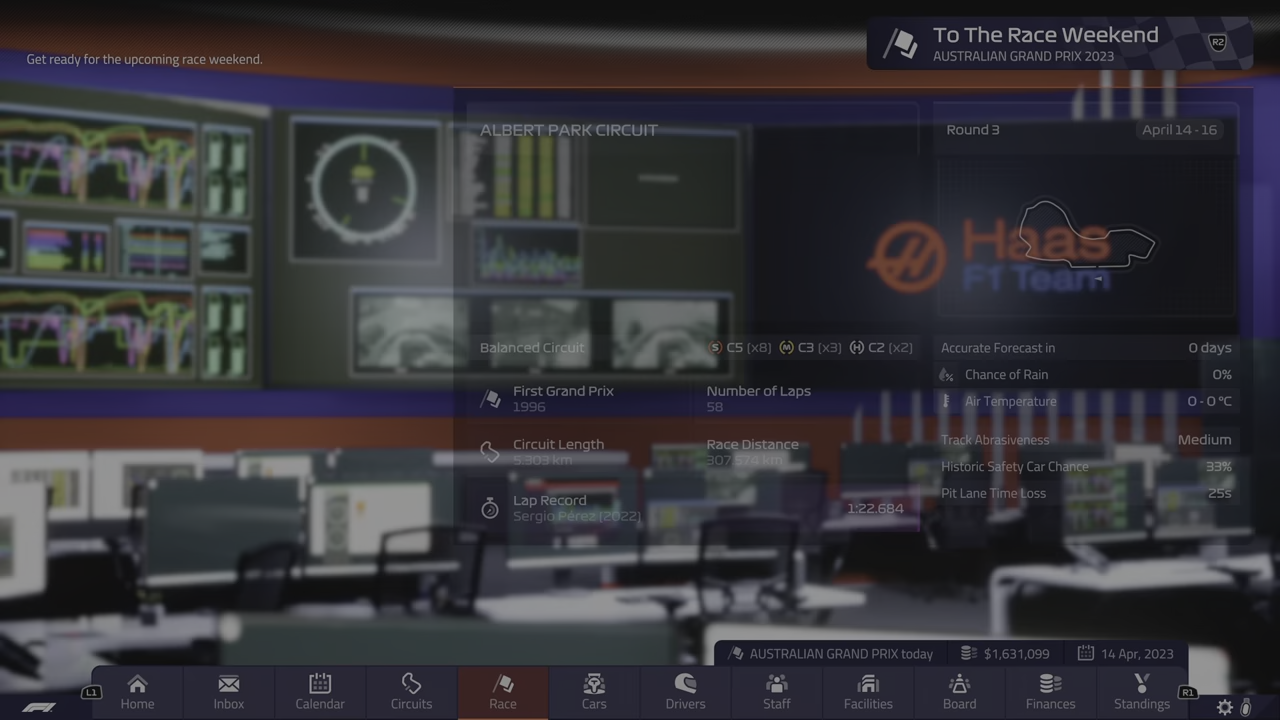 To The Race Weekend
R2
AUSTRALIAN GRAND PRIX 2023
Get ready for the upcoming race weekend.
ALBERT PARK CIRCUIT
Round 3
April 14 - 16
Haas
F1 Team
Balanced Circuit
S C5 (x8) M C3 (x3) H C2 (x2)
Accurate Forecast in
0 days
Chance of Rain
0%
First Grand Prix
1996
Number of Laps
58
Air Temperature
0 - 0 ºC
Circuit Length
5.303 km
Race Distance
307.574 km
Track Abrasiveness
Medium
Historic Safety Car Chance
33%
Pit Lane Time Loss
25s
Lap Record
Sergio Pérez (2022)
1:22.684
AUSTRALIAN GRAND PRIX today
$1,631,099
14 Apr, 2023
L1
Home
Inbox
Calendar
Circuits
Race
Cars
Drivers
Staff
Facilities
Board
Finances
Standings
R1